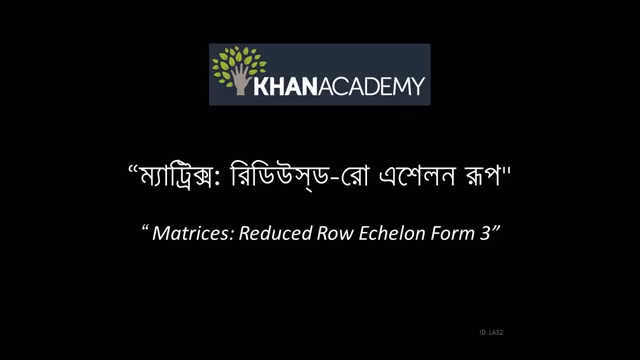 KHANACADEMY
“ম্যাট্রিক্স: রিডিউস্‌ড-রো এশেলন রূপ"
“ Matrices: Reduced Row Echelon Form 3”
ID: LA32